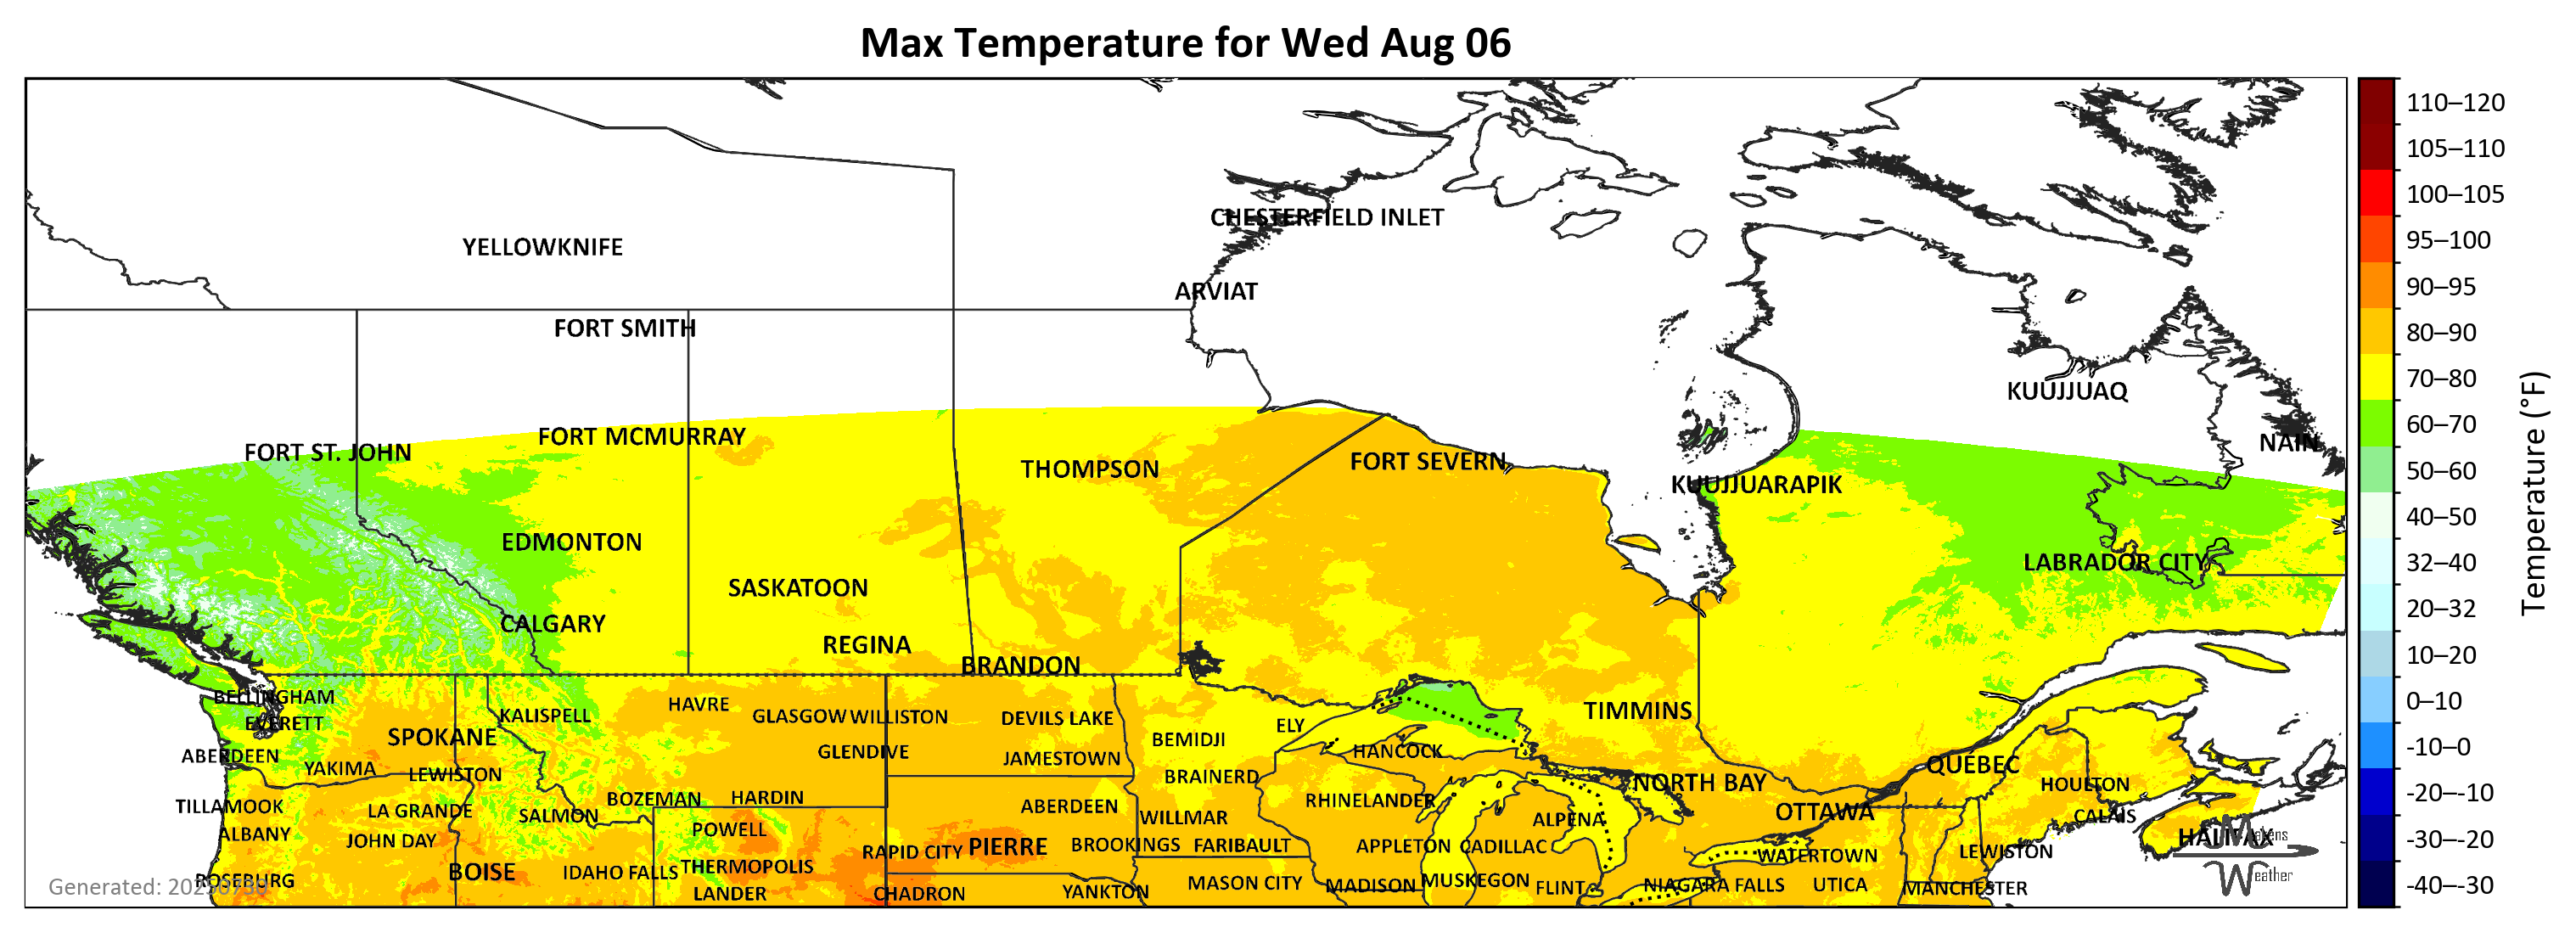 Max Temperature for Wed Aug 06
110–120
105–110
100–105
95–100
90–95
80–90
70–80
60–70
50–60
40–50
32–40
20–32
10–20
0–10
-10–0
-20–-10
-30–-20
-40–-30
Temperature (°F)
CHESTERFIELD INLET
YELLOWKNIFE
ARVIAT
FORT SMITH
KUUJJUAQ
FORT MCMURRAY
NAIN
FORT ST. JOHN
FORT SEVERN
THOMPSON
KUUJJUARAPIK
EDMONTON
LABRADOR CITY
SASKATOON
CALGARY
REGINA
BRANDON
BELLINGHAM
HAVRE
TIMMINS
KALISPELL
GLASGOW
WILLISTON
DEVILS LAKE
EVERETT
ELY
SPOKANE
BEMIDJI
GLENDIVE
HANCOCK
ABERDEEN
JAMESTOWN
QUÉBEC
YAKIMA
LEWISTON
BRAINERD
NORTH BAY
HOULTON
BOZEMAN
HARDIN
RHINELANDER
TILLAMOOK
ABERDEEN
LA GRANDE
OTTAWA
SALMON
WILLMAR
CALAIS
ALPENA
POWELL
ALBANY
HALIFAX
JOHN DAY
BROOKINGS
FARIBAULT
APPLETON
CADILLAC
PIERRE
RAPID CITY
LEWISTON
WATERTOWN
THERMOPOLIS
BOISE
IDAHO FALLS
ROSEBURG
MUSKEGON
MASON CITY
NIAGARA FALLS
UTICA
MADISON
FLINT
MANCHESTER
YANKTON
LANDER
CHADRON
Weather